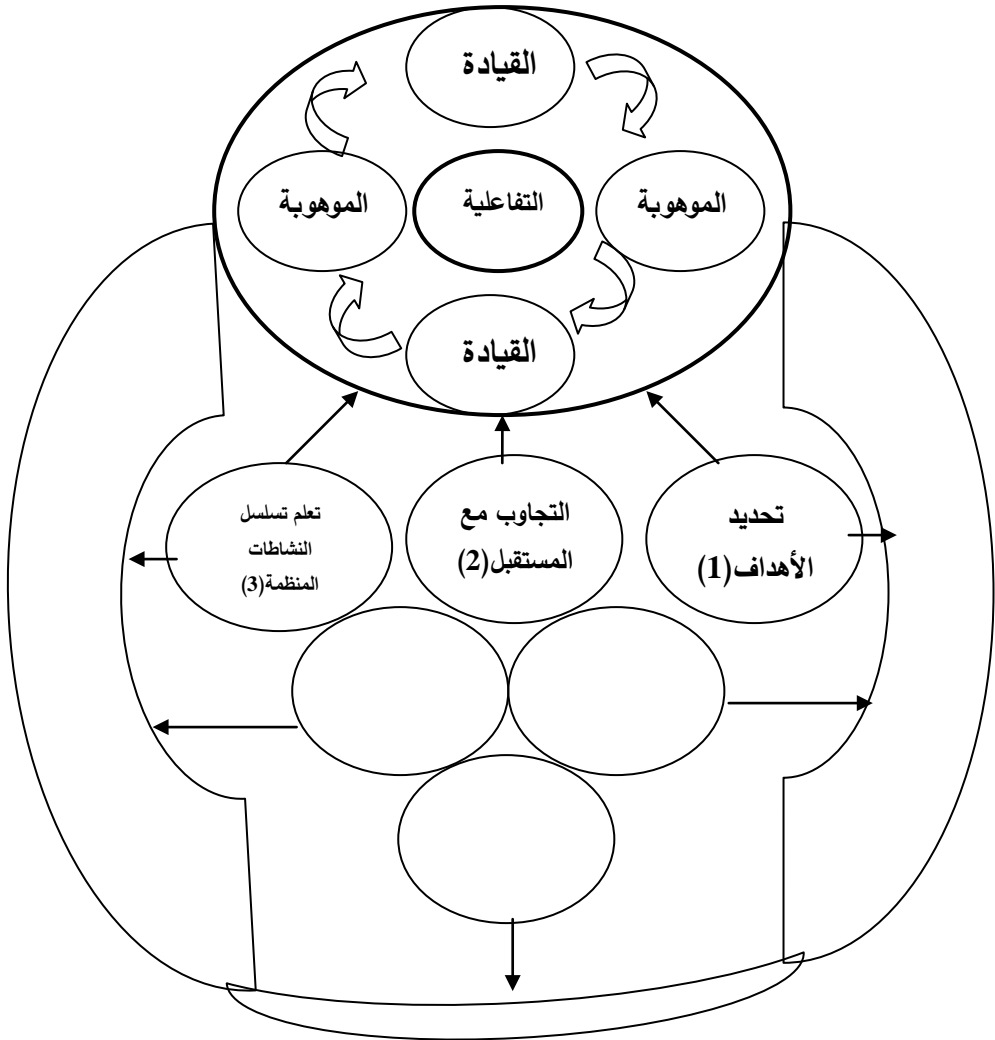 القيادة
الموهوبة
التفاعلية
الموهوبة
القيادة
تحديد
الأهداف(1)
التجاوب مع
المستقبل(2)
تعلم تسلسل
النشاطات
المنظمة(3)